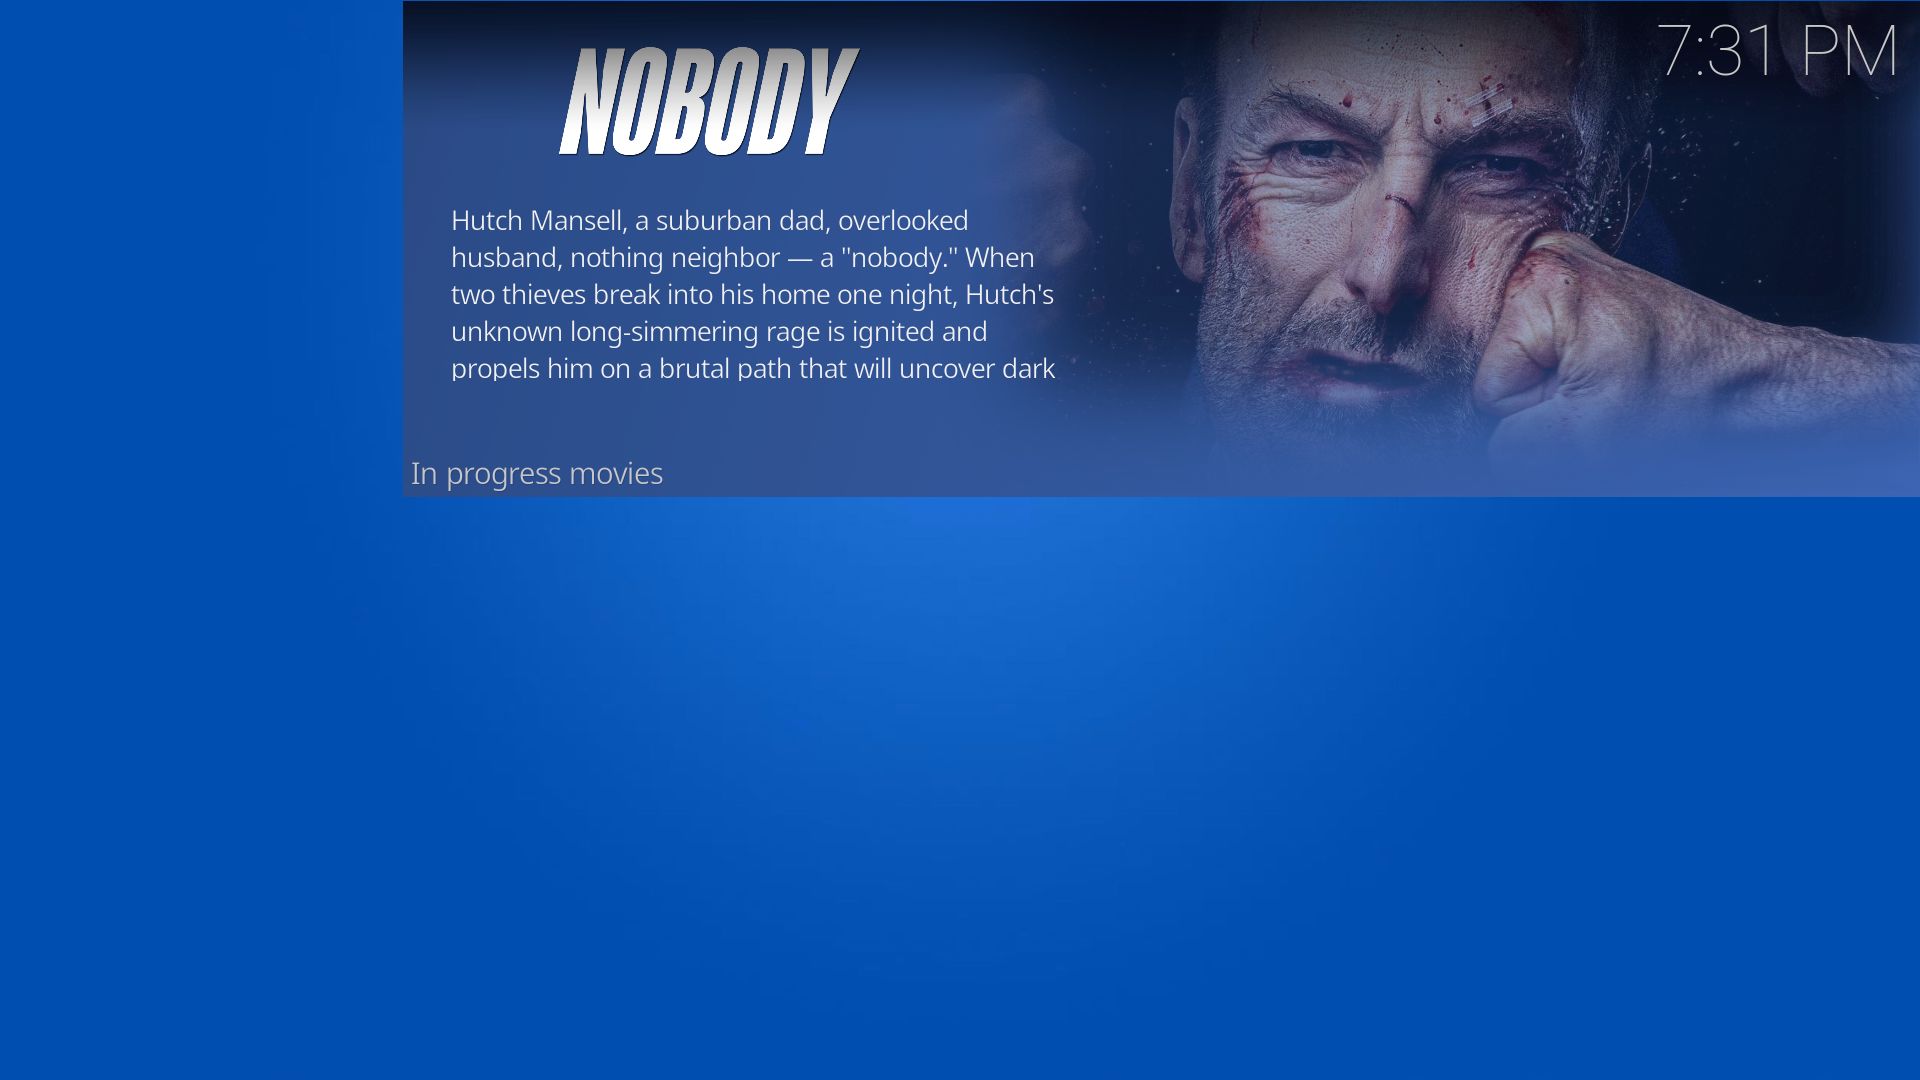 7:31 PM
NOBODY
Hutch Mansell, a suburban dad, overlooked
husband, nothing neighbor — a "nobody." When
two thieves break into his home one night, Hutch's
unknown long-simmering rage is ignited and
propels him on a brutal path that will uncover dark
In progress movies